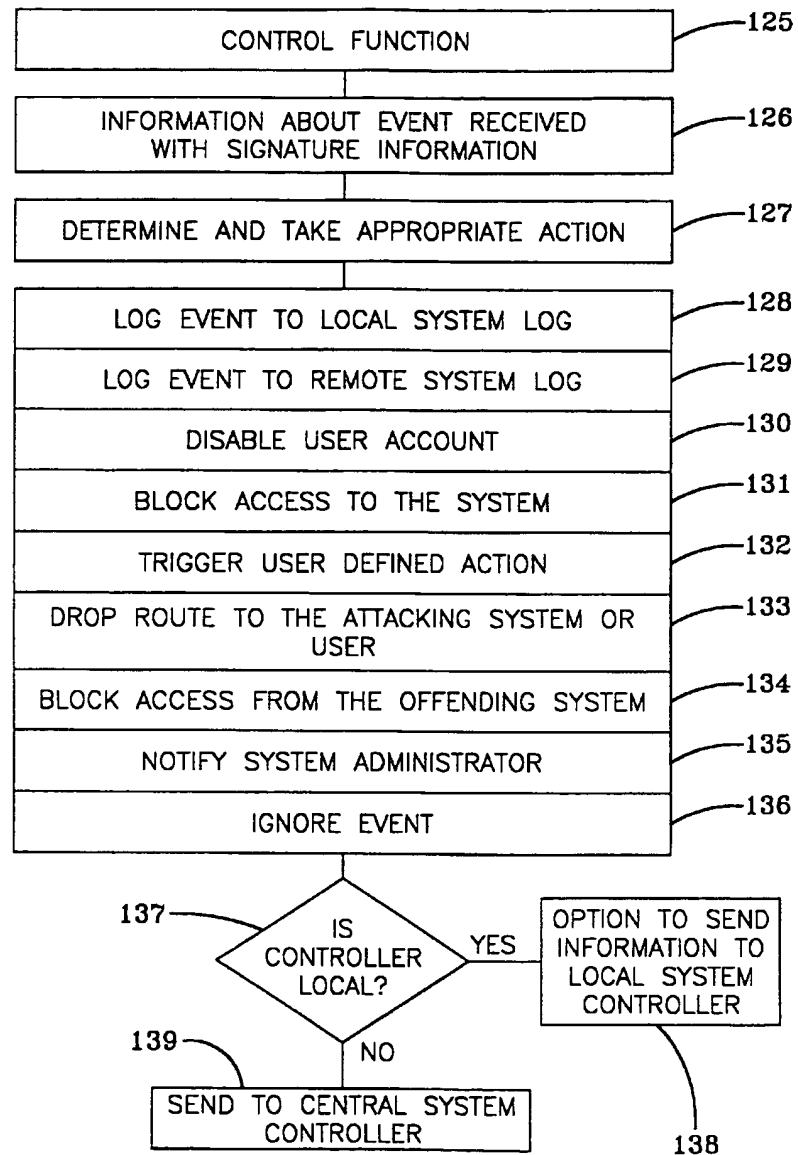 CONTROL FUNCTION
125
INFORMATION ABOUT EVENT RECEIVED
WITH SIGNATURE INFORMATION
126
DETERMINE AND TAKE APPROPRIATE ACTION
127
LOG EVENT TO LOCAL SYSTEM LOG
128
LOG EVENT TO REMOTE SYSTEM LOG
129
DISABLE USER ACCOUNT
130
BLOCK ACCESS TO THE SYSTEM
131
TRIGGER USER DEFINED ACTION
132
DROP ROUTE TO THE ATTACKING SYSTEM OR
USER
133
BLOCK ACCESS FROM THE OFFENDING SYSTEM
134
NOTIFY SYSTEM ADMINISTRATOR
135
IGNORE EVENT
136
137
IS
CONTROLLER
LOCAL?
YES
OPTION TO SEND
INFORMATION TO
LOCAL SYSTEM
CONTROLLER
138
NO
139
SEND TO CENTRAL SYSTEM
CONTROLLER